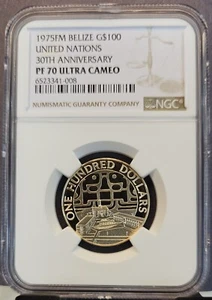 1975FM BELIZE G$100
UNITED NATIONS
30TH ANNIVERSARY
PF 70 ULTRA CAMEO
6523341-008
NUMISMATIC GUARANTY COMPANY
NGC
ONE HUNDRED DOLLARS